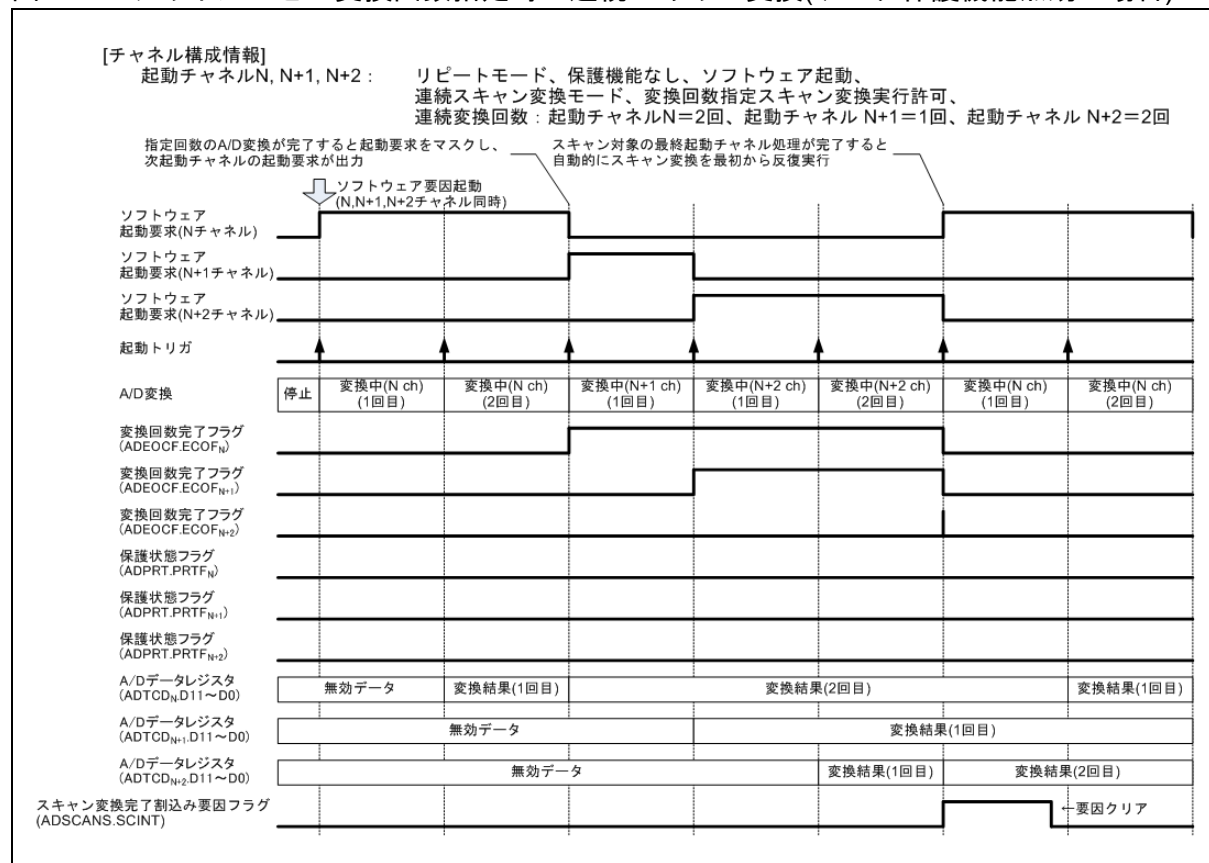 [チャネル構成情報]
起動チャネルN, N+1, N+2 : リピートモード、保護機能なし、ソフトウェア起動、
連続スキャン変換モード、変換回数指定スキャン変換実行許可、
連続変換回数:起動チャネルN=2回、起動チャネル N+1=1回、起動チャネル N+2=2回
指定回数のA/D変換が完了すると起動要求をマスクし、
次起動チャネルの起動要求が出力
スキャン対象の最終起動チャネル処理が完了すると
自動的にスキャン変換を最初から反復実行
ソフトウェア要因起動
(N,N+1,N+2チャネル同時)
ソフトウェア
起動要求(Nチャネル)
ソフトウェア
起動要求(N+1チャネル)
ソフトウェア
起動要求(N+2チャネル)
起動トリガ
A/D変換
停止
変換中(N ch)
(1回目)
変換中(N ch)
(2回目)
変換中(N+1 ch)
(1回目)
変換中(N+2 ch)
(1回目)
変換中(N+2 ch)
(2回目)
変換中(N ch)
(1回目)
変換中(N ch)
(2回目)
変換回数完了フラグ
(ADEOCF.ECOFN)
変換回数完了フラグ
(ADEOCF.ECOFN+1)
変換回数完了フラグ
(ADEOCF.ECOFN+2)
保護状態フラグ
(ADPRT.PRTFN)
保護状態フラグ
(ADPRT.PRTFN+1)
保護状態フラグ
(ADPRT.PRTFN+2)
A/Dデータレジスタ
(ADTCDN.D11~D0)
無効データ
変換結果(1回目)
変換結果(2回目)
変換結果(1回目)
A/Dデータレジスタ
(ADTCDN+1.D11~D0)
無効データ
変換結果(1回目)
A/Dデータレジスタ
(ADTCDN+2.D11~D0)
無効データ
変換結果(1回目)
変換結果(2回目)
スキャン変換完了割込み要因フラグ
(ADSCANS.SCINT)
←要因クリア